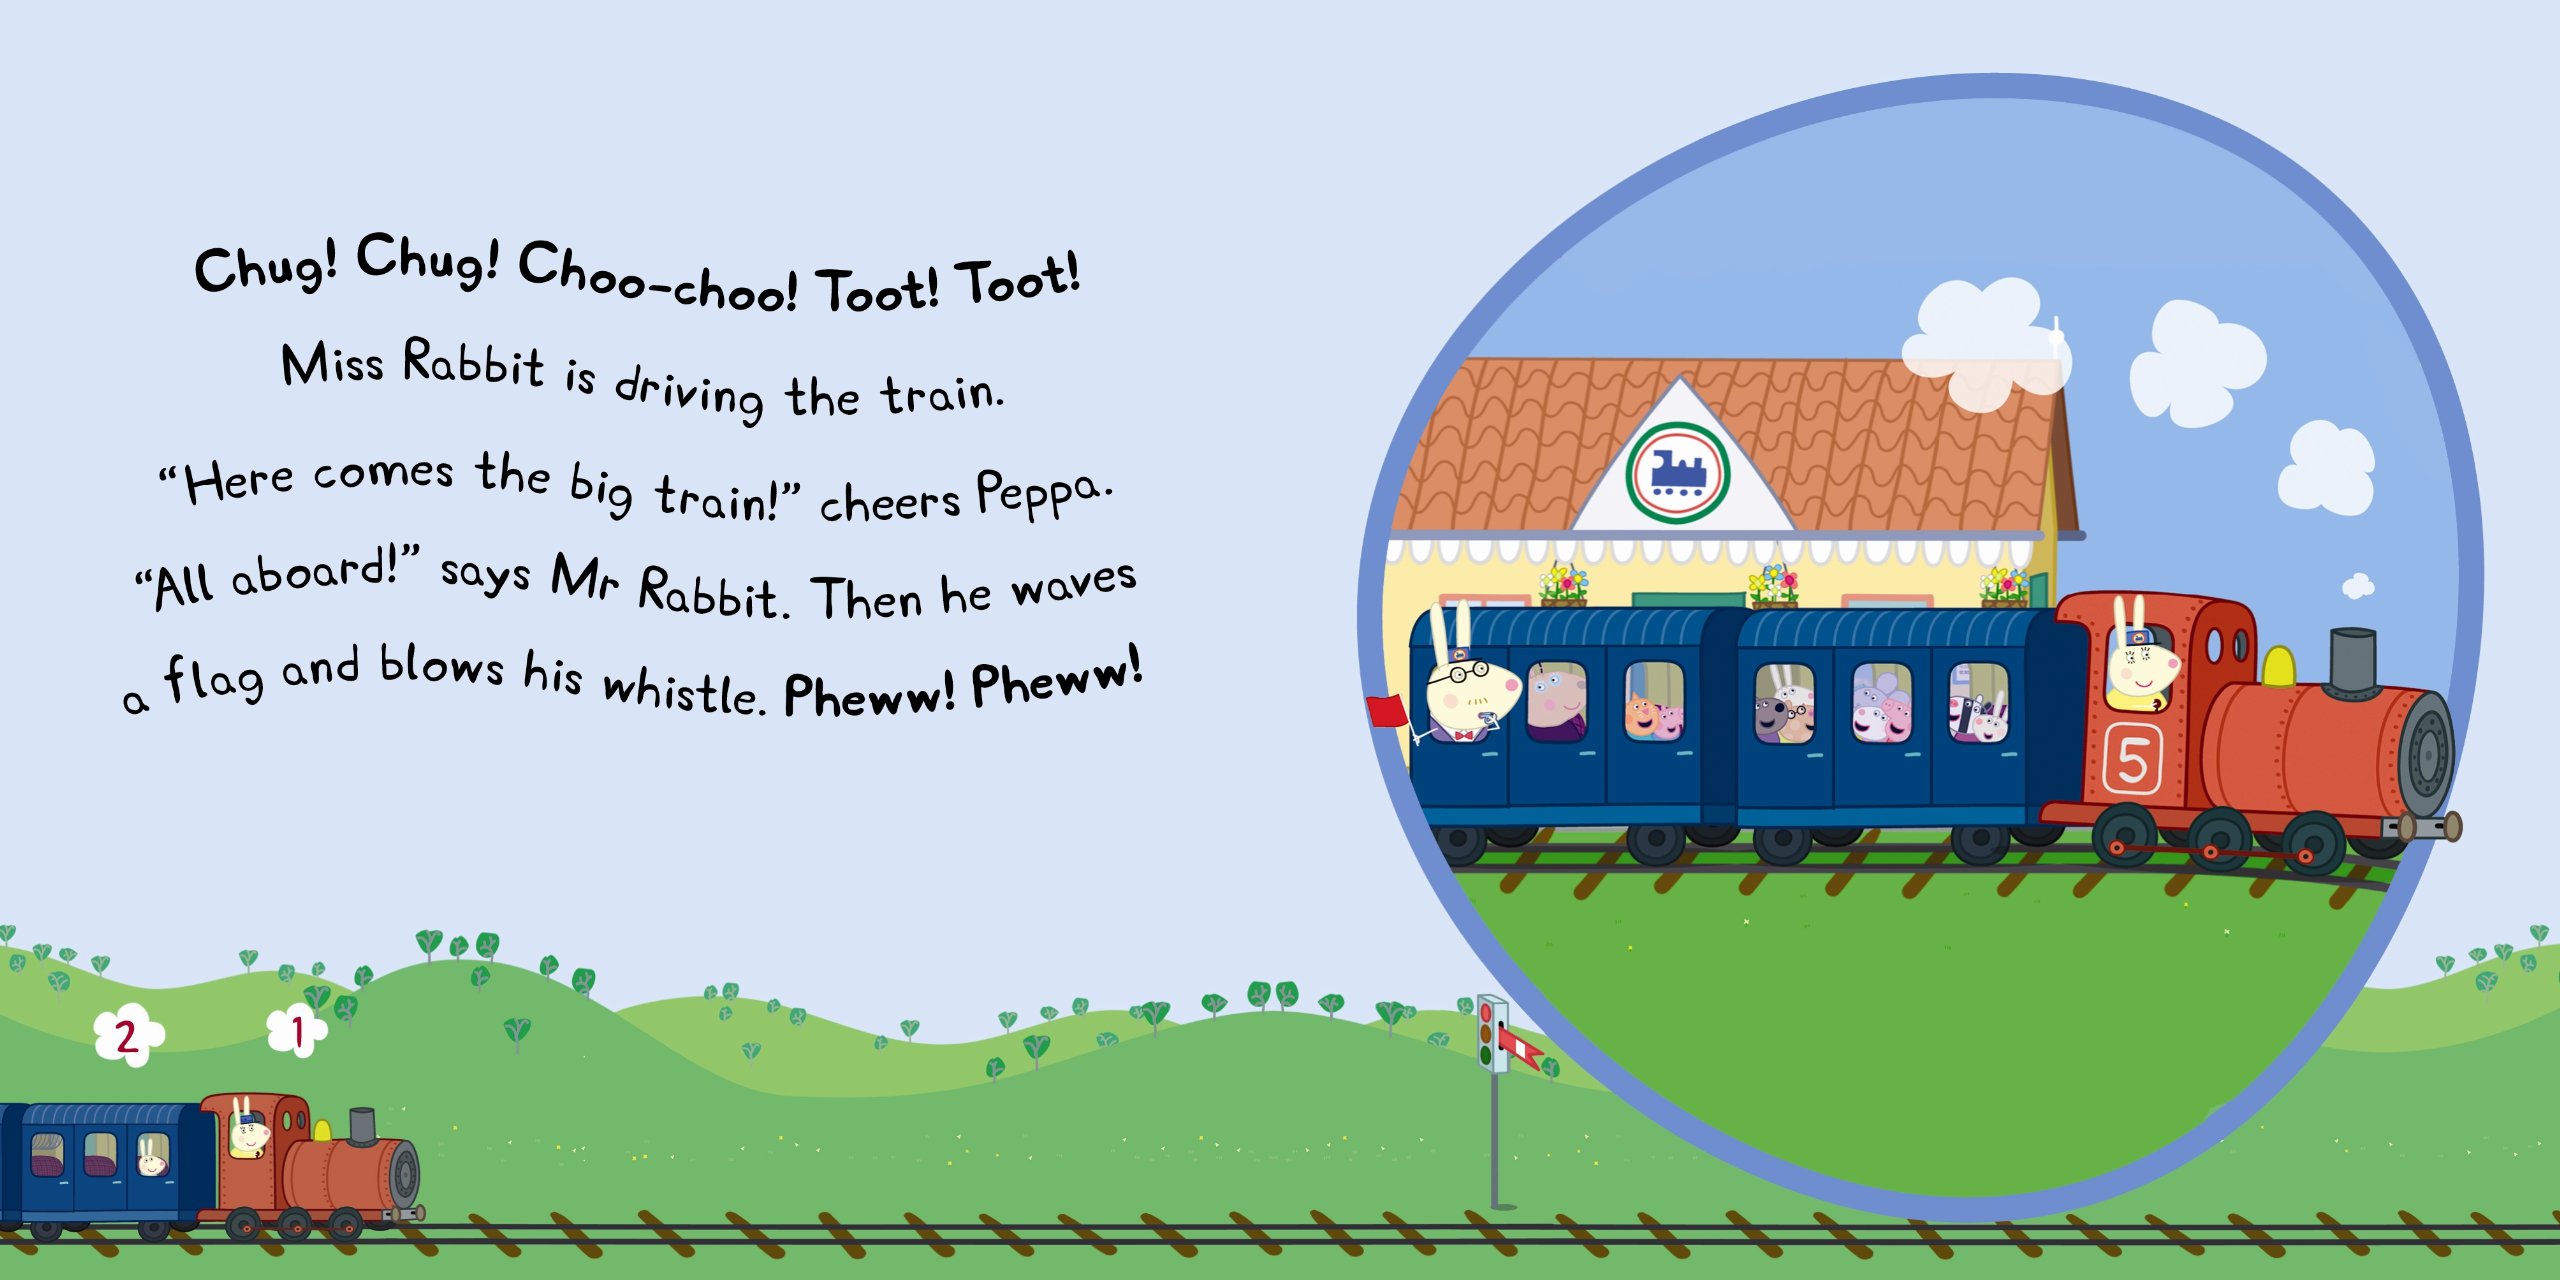 Chug! Chug! Choo-choo! Toot! Toot!
Miss Rabbit is driving the train.
“Here comes the big train!” cheers Peppa.
“All aboard!” says Mr Rabbit. Then he waves
a flag and blows his whistle. Pheww! Pheww!
5
2 1